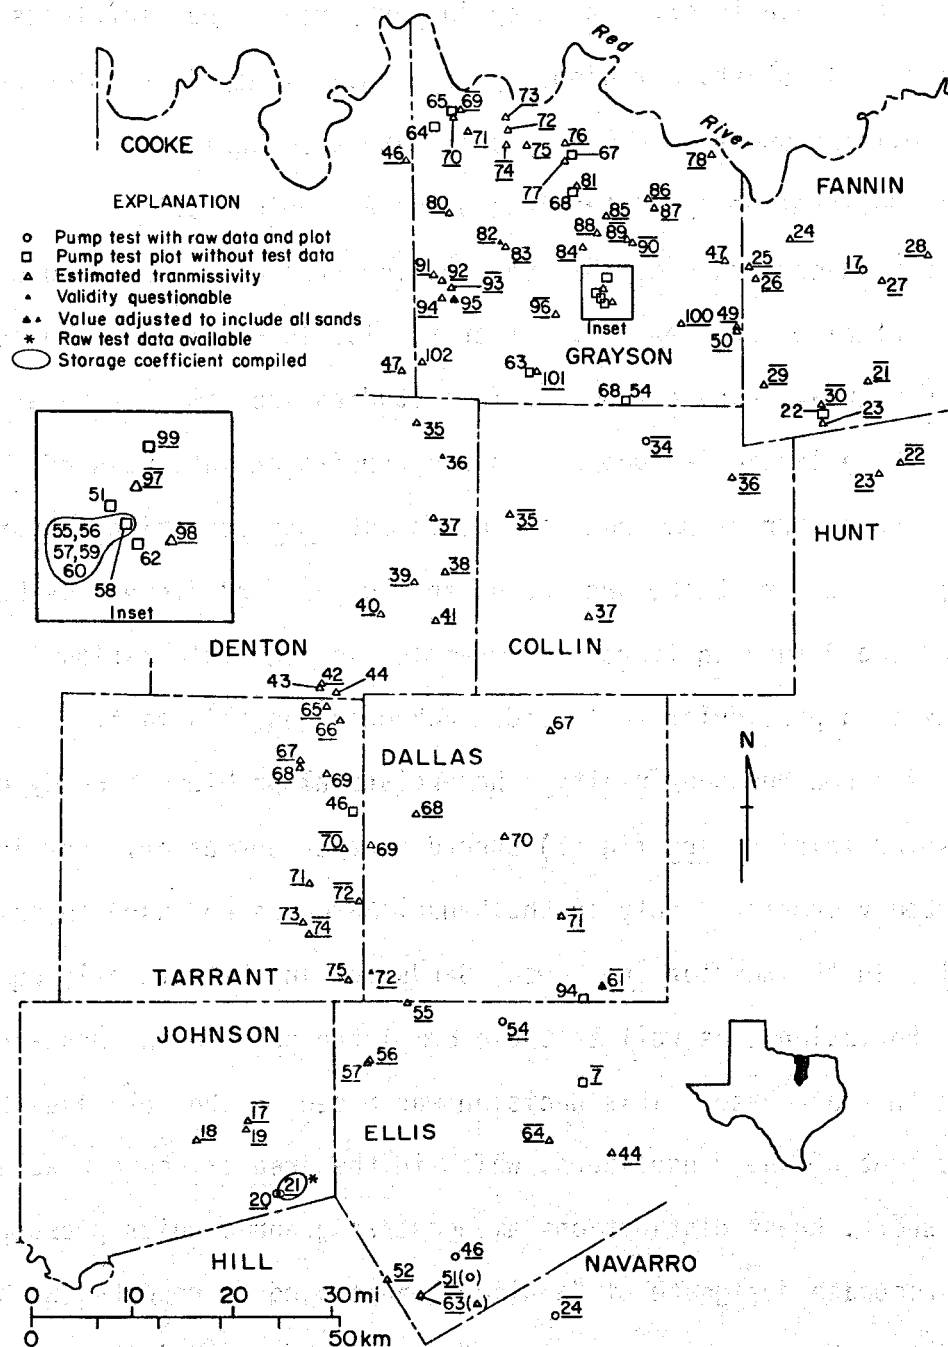 Red
River
COOKE
FANNIN
EXPLANATION
Pump test with raw data and plot
Pump test plot without test data
Estimated tranmissivity
Validity questionable
Value adjusted to include all sands
* Raw test data available
Storage coefficient compiled
65 69 73
64 70 71 72 76
46 74 75 67 78
77 81
68 86
80 85 87
88 89 24
82 83 84 90 47 25 28
91 92 17
93 26 27
94 95 96
Inset
100 49
50
GRAYSON
47 102 63 101 29 21
68 54 30
22 23
35 34
36 36 22
23
99
97
51
55, 56
57, 59
60
98
62
58
Inset
37 35 HUNT
38
39
40 41 37
DENTON COLLIN
42
43 44
65
66 67
N
67 DALLAS
68 69
46 68
70 69 70
71 72
73 74 71
75 72 61
TARRANT 94
55
JOHNSON 54
56
57 7
17
18 19 ELLIS 64
44
21 *
20
46
HILL NAVARRO
52 51(o)
63(▲)
24
0 10 20 30 mi
0 50 km